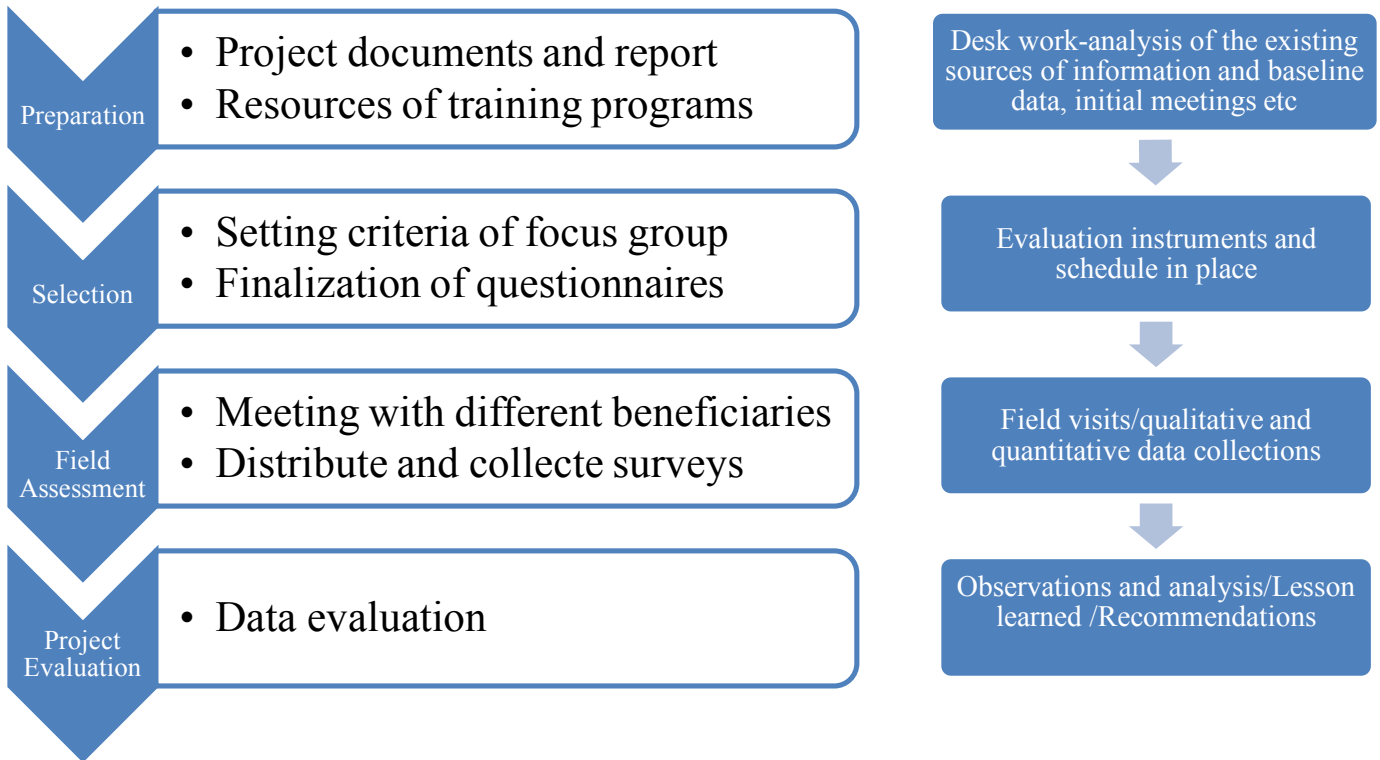 Preparation
• Project documents and report
• Resources of training programs
Desk work-analysis of the existing
sources of information and baseline
data, initial meetings etc
Selection
• Setting criteria of focus group
• Finalization of questionnaires
Evaluation instruments and
schedule in place
Field
Assessment
• Meeting with different beneficiaries
• Distribute and collecte surveys
Field visits/qualitative and
quantitative data collections
Project
Evaluation
• Data evaluation
Observations and analysis/Lesson
learned /Recommendations